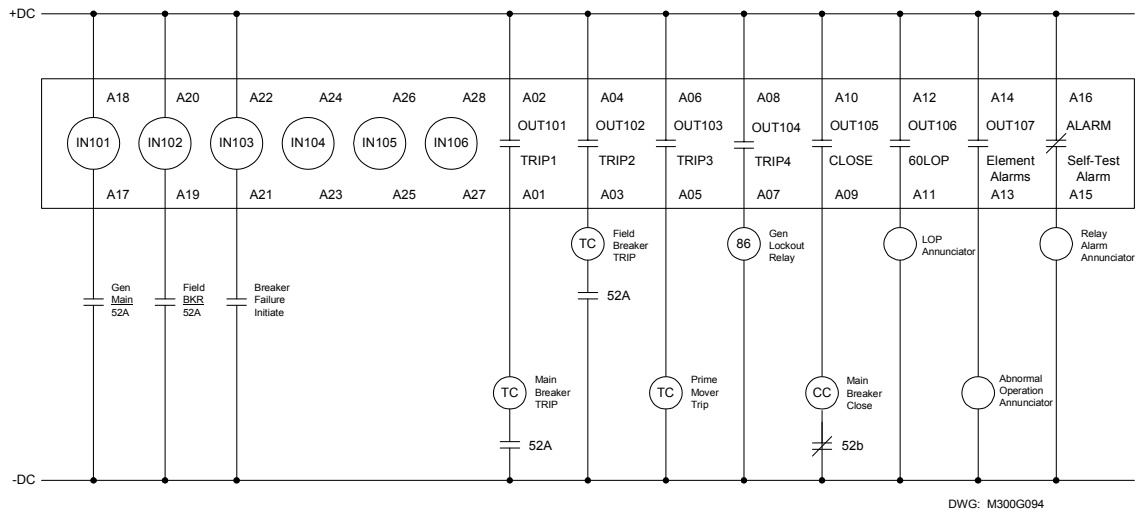 +DC
A18 A20 A22 A24 A26 A28 A02 A04 A06 A08 A10 A12 A14 A16
IN101 IN102 IN103 IN104 IN105 IN106
OUT101 OUT102 OUT103 OUT104 OUT105 OUT106 OUT107 ALARM
TRIP1 TRIP2 TRIP3 TRIP4 CLOSE 60LOP Element Self-Test
Alarms Alarm
A17 A19 A21 A23 A25 A27 A01 A03 A05 A07 A09 A11 A13 A15
TC
Field
Breaker
TRIP
52A
86
Gen
Lockout
Relay
LOP
Annunciator
Relay
Alarm
Annunciator
Gen
Main
52A
Field
BKR
52A
Breaker
Failure
Initiate
TC
Main
Breaker
TRIP
52A
TC
Prime
Mover
Trip
CC
Main
Breaker
Close
52b
Abnormal
Operation
Annunciator
-DC
DWG: M300G094